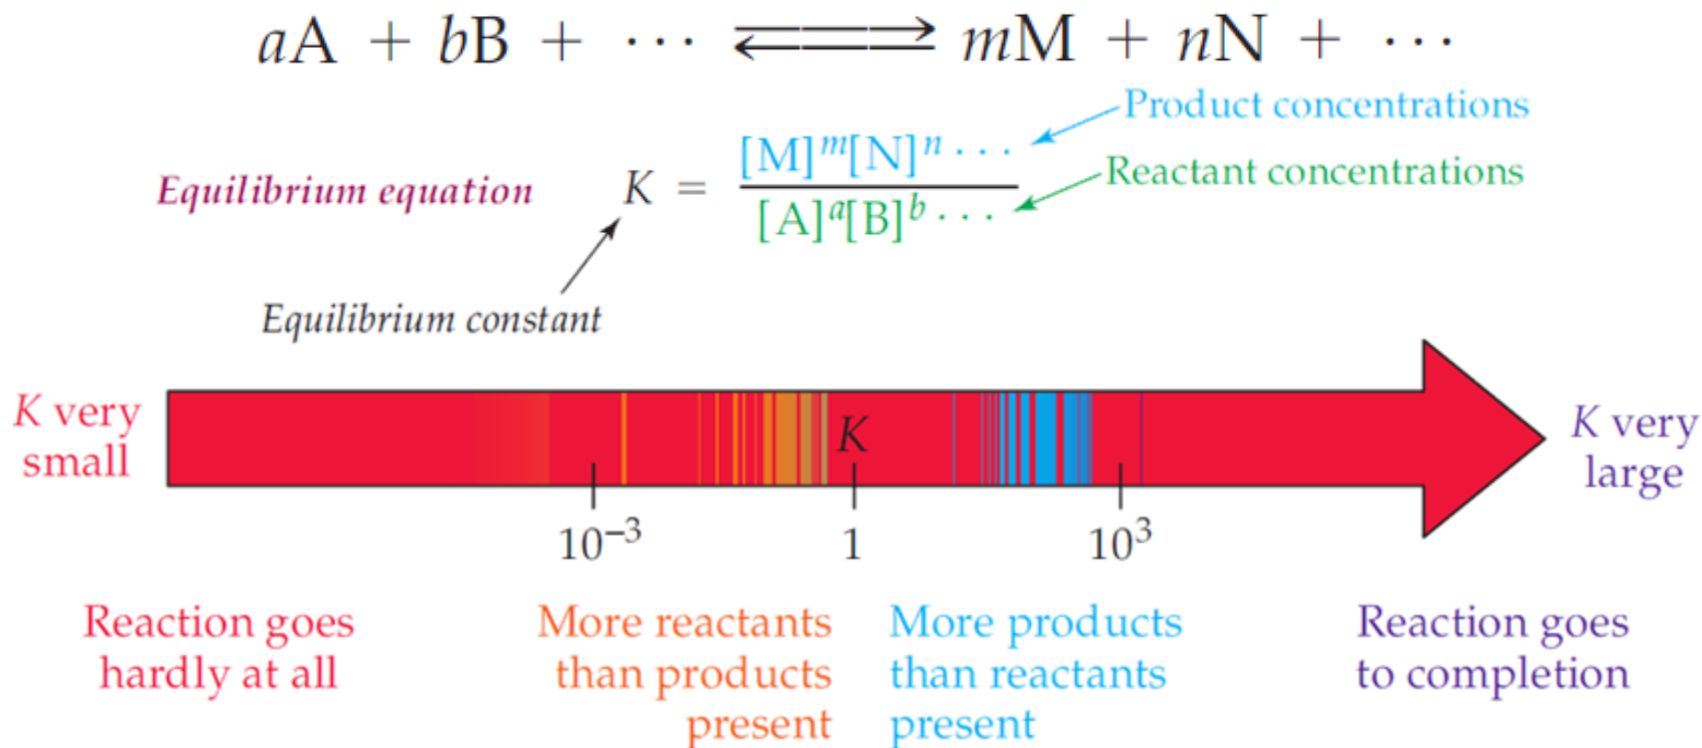 aA + bB + ··· ⇌ mM + nN + ···
Product concentrations
Equilibrium equation K = [M]ᵐ[N]ⁿ ··· / [A]ᵃ[B]ᵇ ···
Reactant concentrations
Equilibrium constant
K very
small
K
K very
large
10⁻³ 1 10³
Reaction goes
hardly at all
More reactants
than products
present
More products
than reactants
present
Reaction goes
to completion